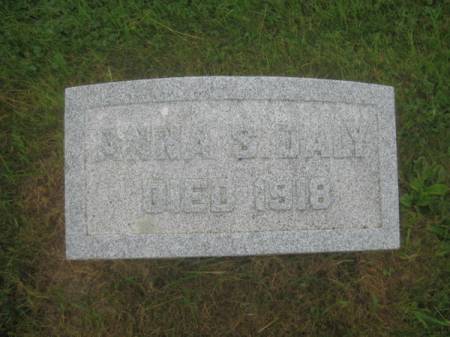 ANNA S. DALY
DIED 1918